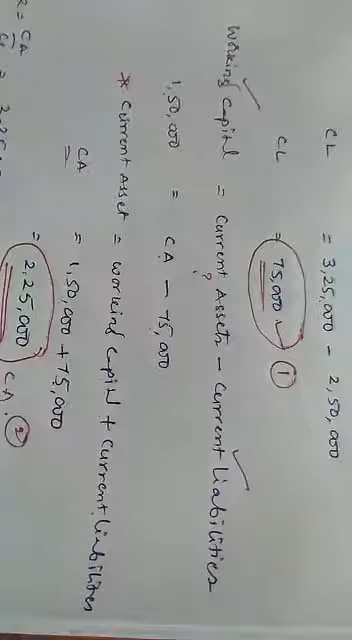 CL = 3,25,000 - 2,50,000
CL = 75,000 ①
Working Capital = Current Assets - Current Liabilities
?
1,50,000 = CA - 75,000
* Current Asset = Working Capital + Current Liabilities
CA = 1,50,000 + 75,000
= 2,25,000 CA. ②
= CA